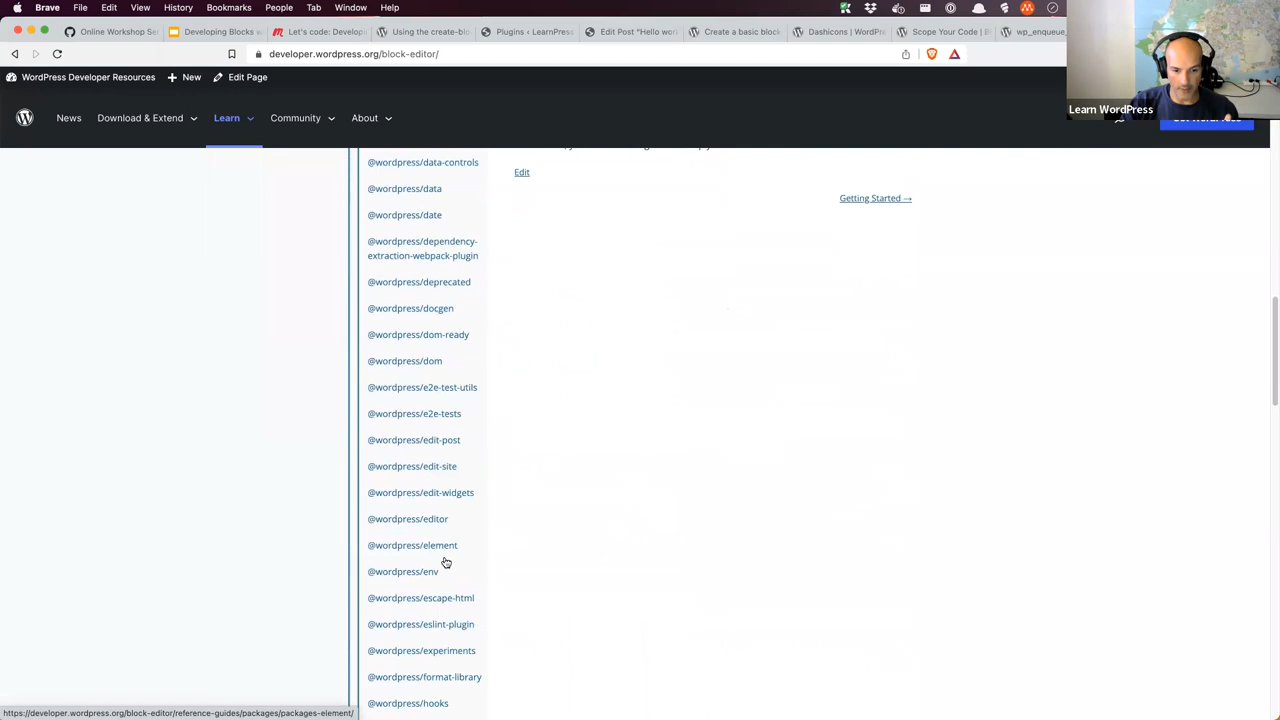 Brave File Edit View History Bookmarks People Tab Window Help
Online Workshop Se
Developing Blocks w
Let's code: Develop
Using the create-blo
Plugins ‹ LearnPress
Edit Post "Hello wor
Create a basic block
Dashicons | WordPre
Scope Your Code | B
wp_enqueue_
developer.wordpress.org/block-editor/
WordPress Developer Resources New Edit Page
News Download & Extend Learn Community About
Learn WordPress
@wordpress/data-controls
Edit
@wordpress/data
Getting Started →
@wordpress/date
@wordpress/dependency-
extraction-webpack-plugin
@wordpress/deprecated
@wordpress/docgen
@wordpress/dom-ready
@wordpress/dom
@wordpress/e2e-test-utils
@wordpress/e2e-tests
@wordpress/edit-post
@wordpress/edit-site
@wordpress/edit-widgets
@wordpress/editor
@wordpress/element
@wordpress/env
@wordpress/escape-html
@wordpress/eslint-plugin
@wordpress/experiments
@wordpress/format-library
@wordpress/hooks
https://developer.wordpress.org/block-editor/reference-guides/packages/packages-element/